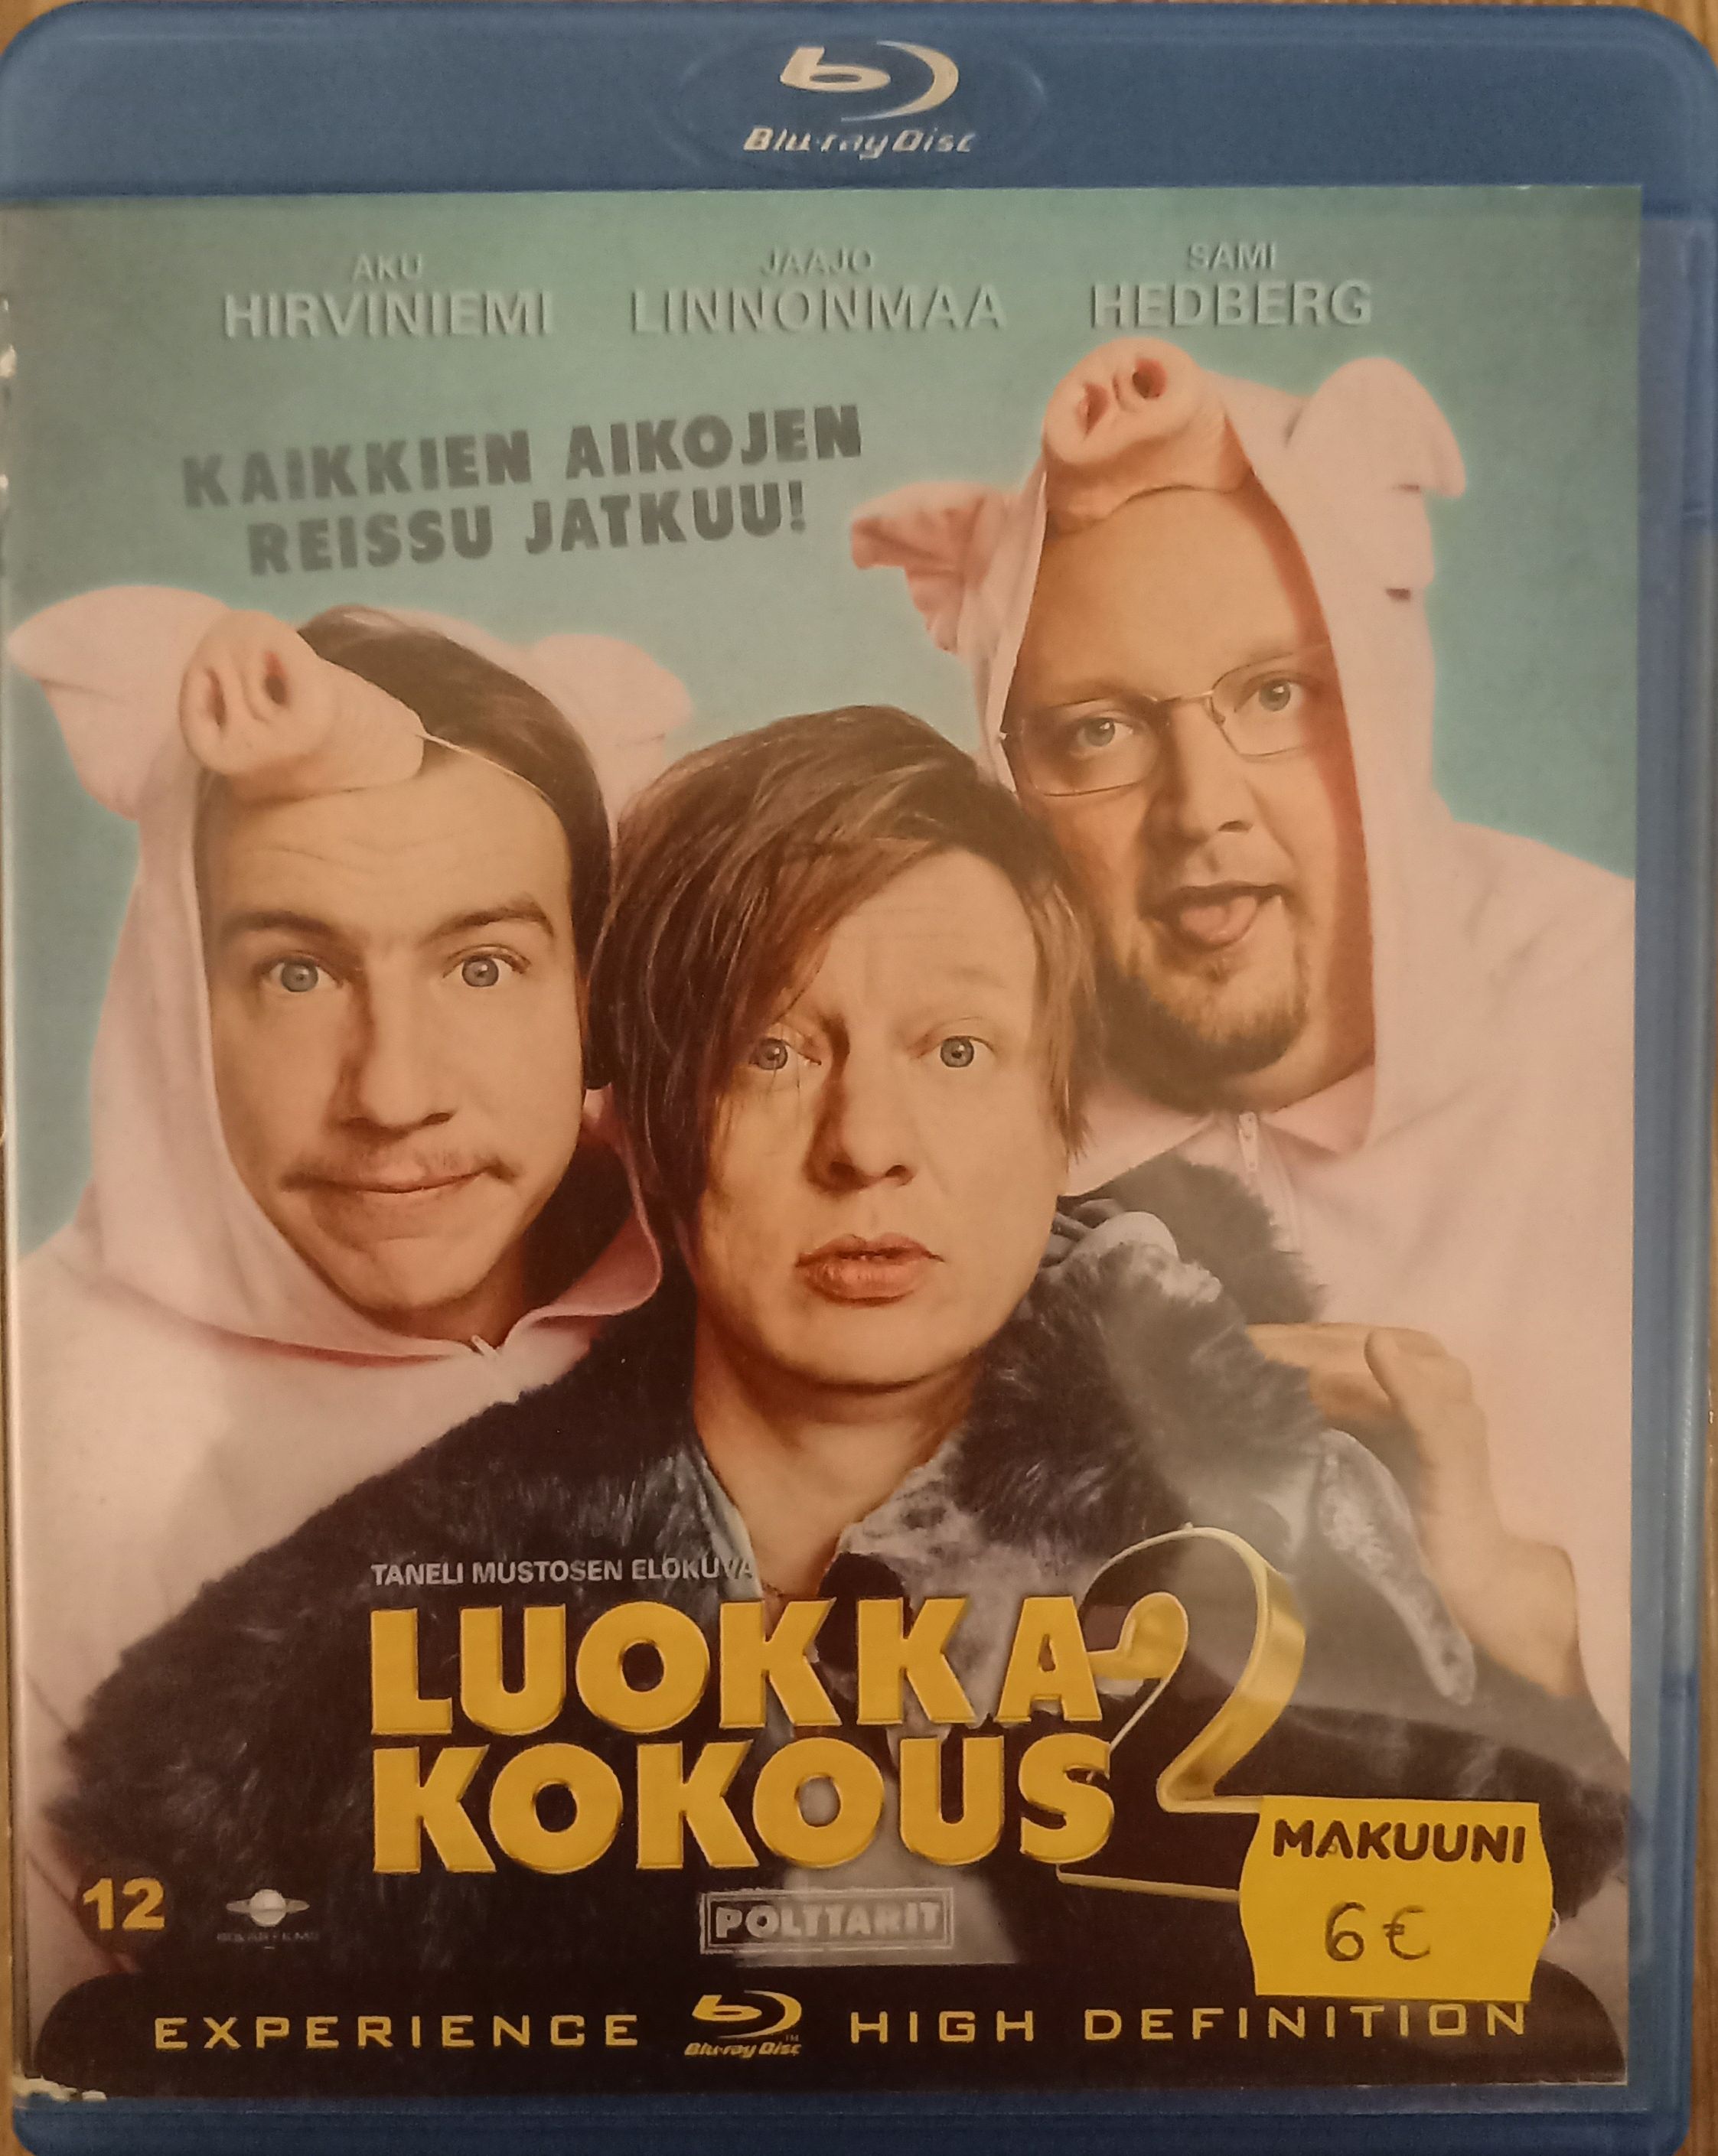 Blu-ray Disc
AKU
HIRVINIEMI
JAAJO
LINNONMAA
SAMI
HEDBERG
KAIKKIEN AIKOJEN
REISSU JATKUU!
TANELI MUSTOSEN ELOKUVA
LUOKKA
KOKOUS 2
MAKUUNI
6€
12
POLTTARIT
EXPERIENCE Blu-ray Disc™ HIGH DEFINITION